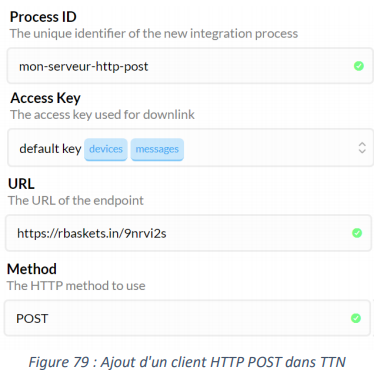 Process ID
The unique identifier of the new integration process
mon-serveur-http-post
Access Key
The access key used for downlink
default key devices messages
URL
The URL of the endpoint
https://rbaskets.in/9nrvi2s
Method
The HTTP method to use
POST
Figure 79 : Ajout d'un client HTTP POST dans TTN